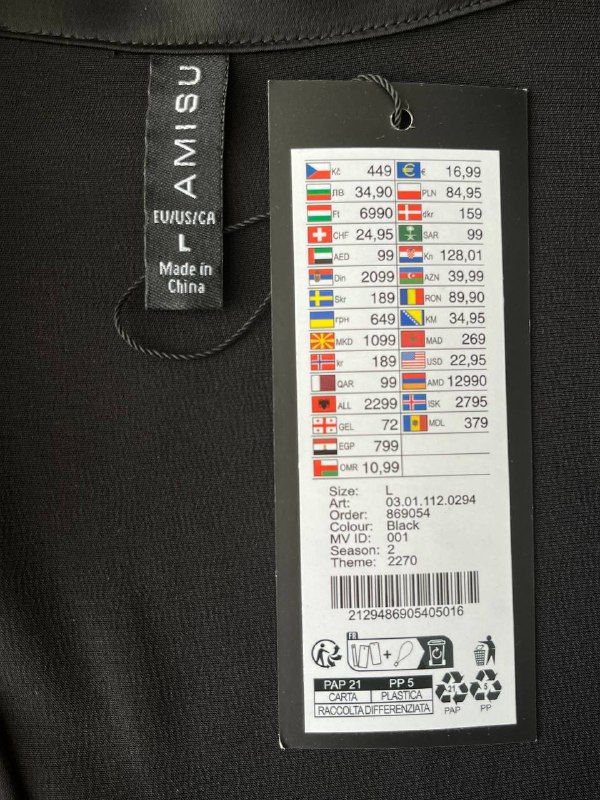 AMISU
EU/US/CA
L
Made in
China
Kč 449 € 16,99
ЛВ 34,90 PLN 84,95
Ft 6990 dkr 159
CHF 24,95 SAR 99
AED 99 Kn 128,01
Din 2099 AZN 39,99
Skr 189 RON 89,90
грн 649 KM 34,95
MKD 1099 MAD 269
kr 189 USD 22,95
QAR 99 AMD 12990
ALL 2299 ISK 2795
GEL 72 MDL 379
EGP 799
OMR 10,99
Size: L
Art: 03.01.112.0294
Order: 869054
Colour: Black
MV ID: 001
Season: 2
Theme: 2270
2129486905405016
FR
+
PAP 21 PP 5
CARTA PLASTICA
RACCOLTA DIFFERENZIATA
21 5
PAP PP